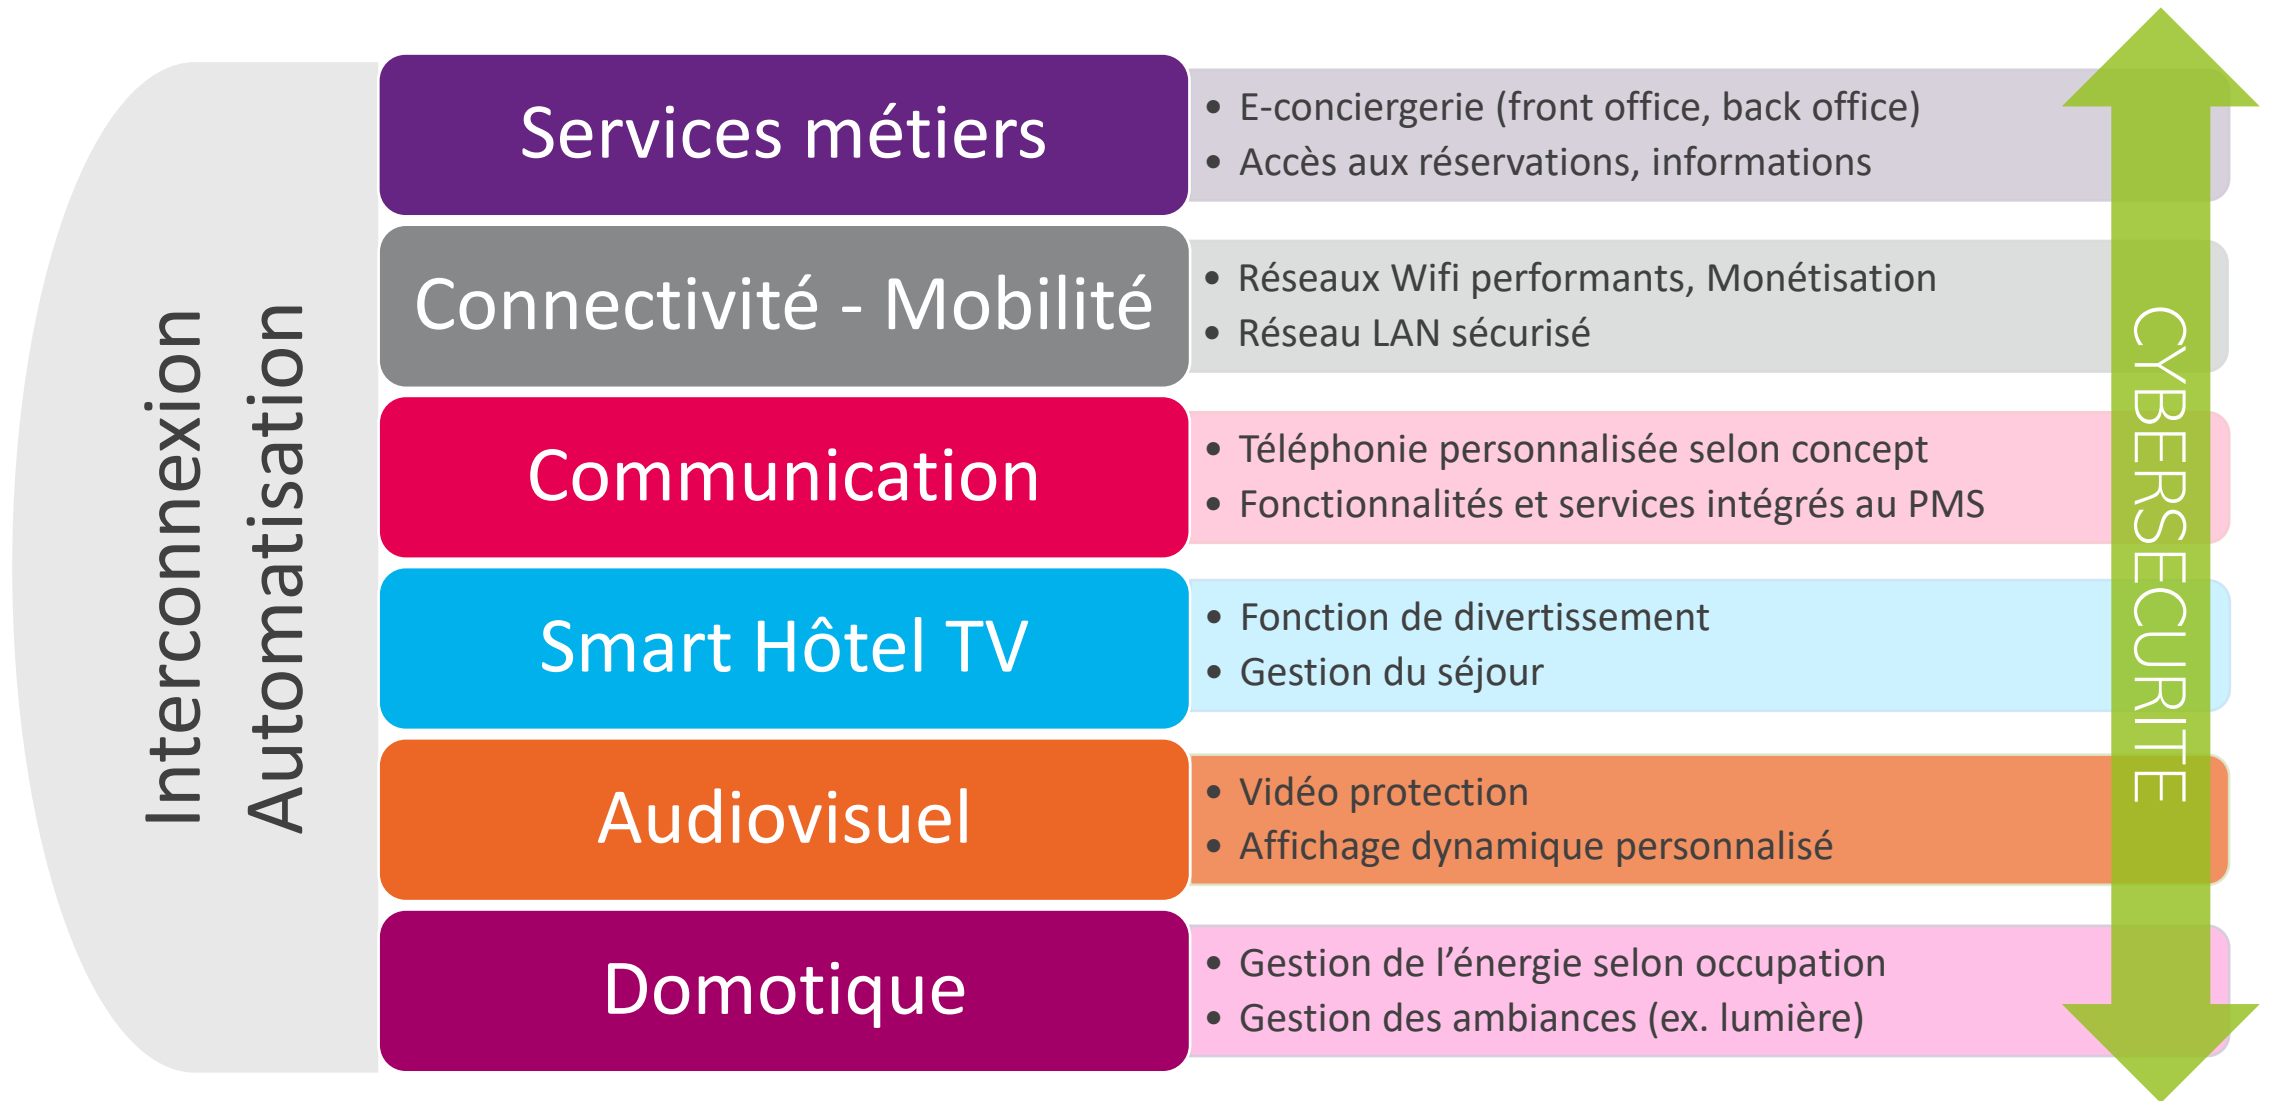 Interconnexion
Automatisation
Services métiers
• E-conciergerie (front office, back office)
• Accès aux réservations, informations
Connectivité - Mobilité
• Réseaux Wifi performants, Monétisation
• Réseau LAN sécurisé
Communication
• Téléphonie personnalisée selon concept
• Fonctionnalités et services intégrés au PMS
Smart Hôtel TV
• Fonction de divertissement
• Gestion du séjour
Audiovisuel
• Vidéo protection
• Affichage dynamique personnalisé
Domotique
• Gestion de l’énergie selon occupation
• Gestion des ambiances (ex. lumière)
CYBERSECURITE